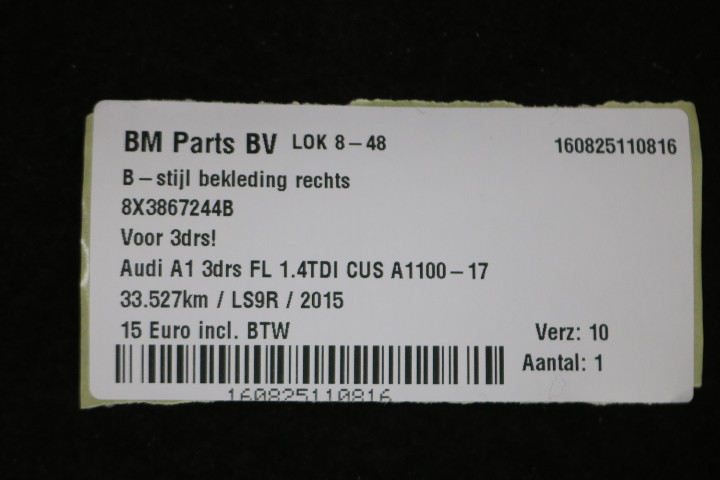 BM Parts BV LOK 8-48 160825110816
B-stijl bekleding rechts
8X3867244B
Voor 3drs!
Audi A1 3drs FL 1.4TDI CUS A1100-17
33.527km / LS9R / 2015
15 Euro incl. BTW Verz: 10
Aantal: 1
160825110816